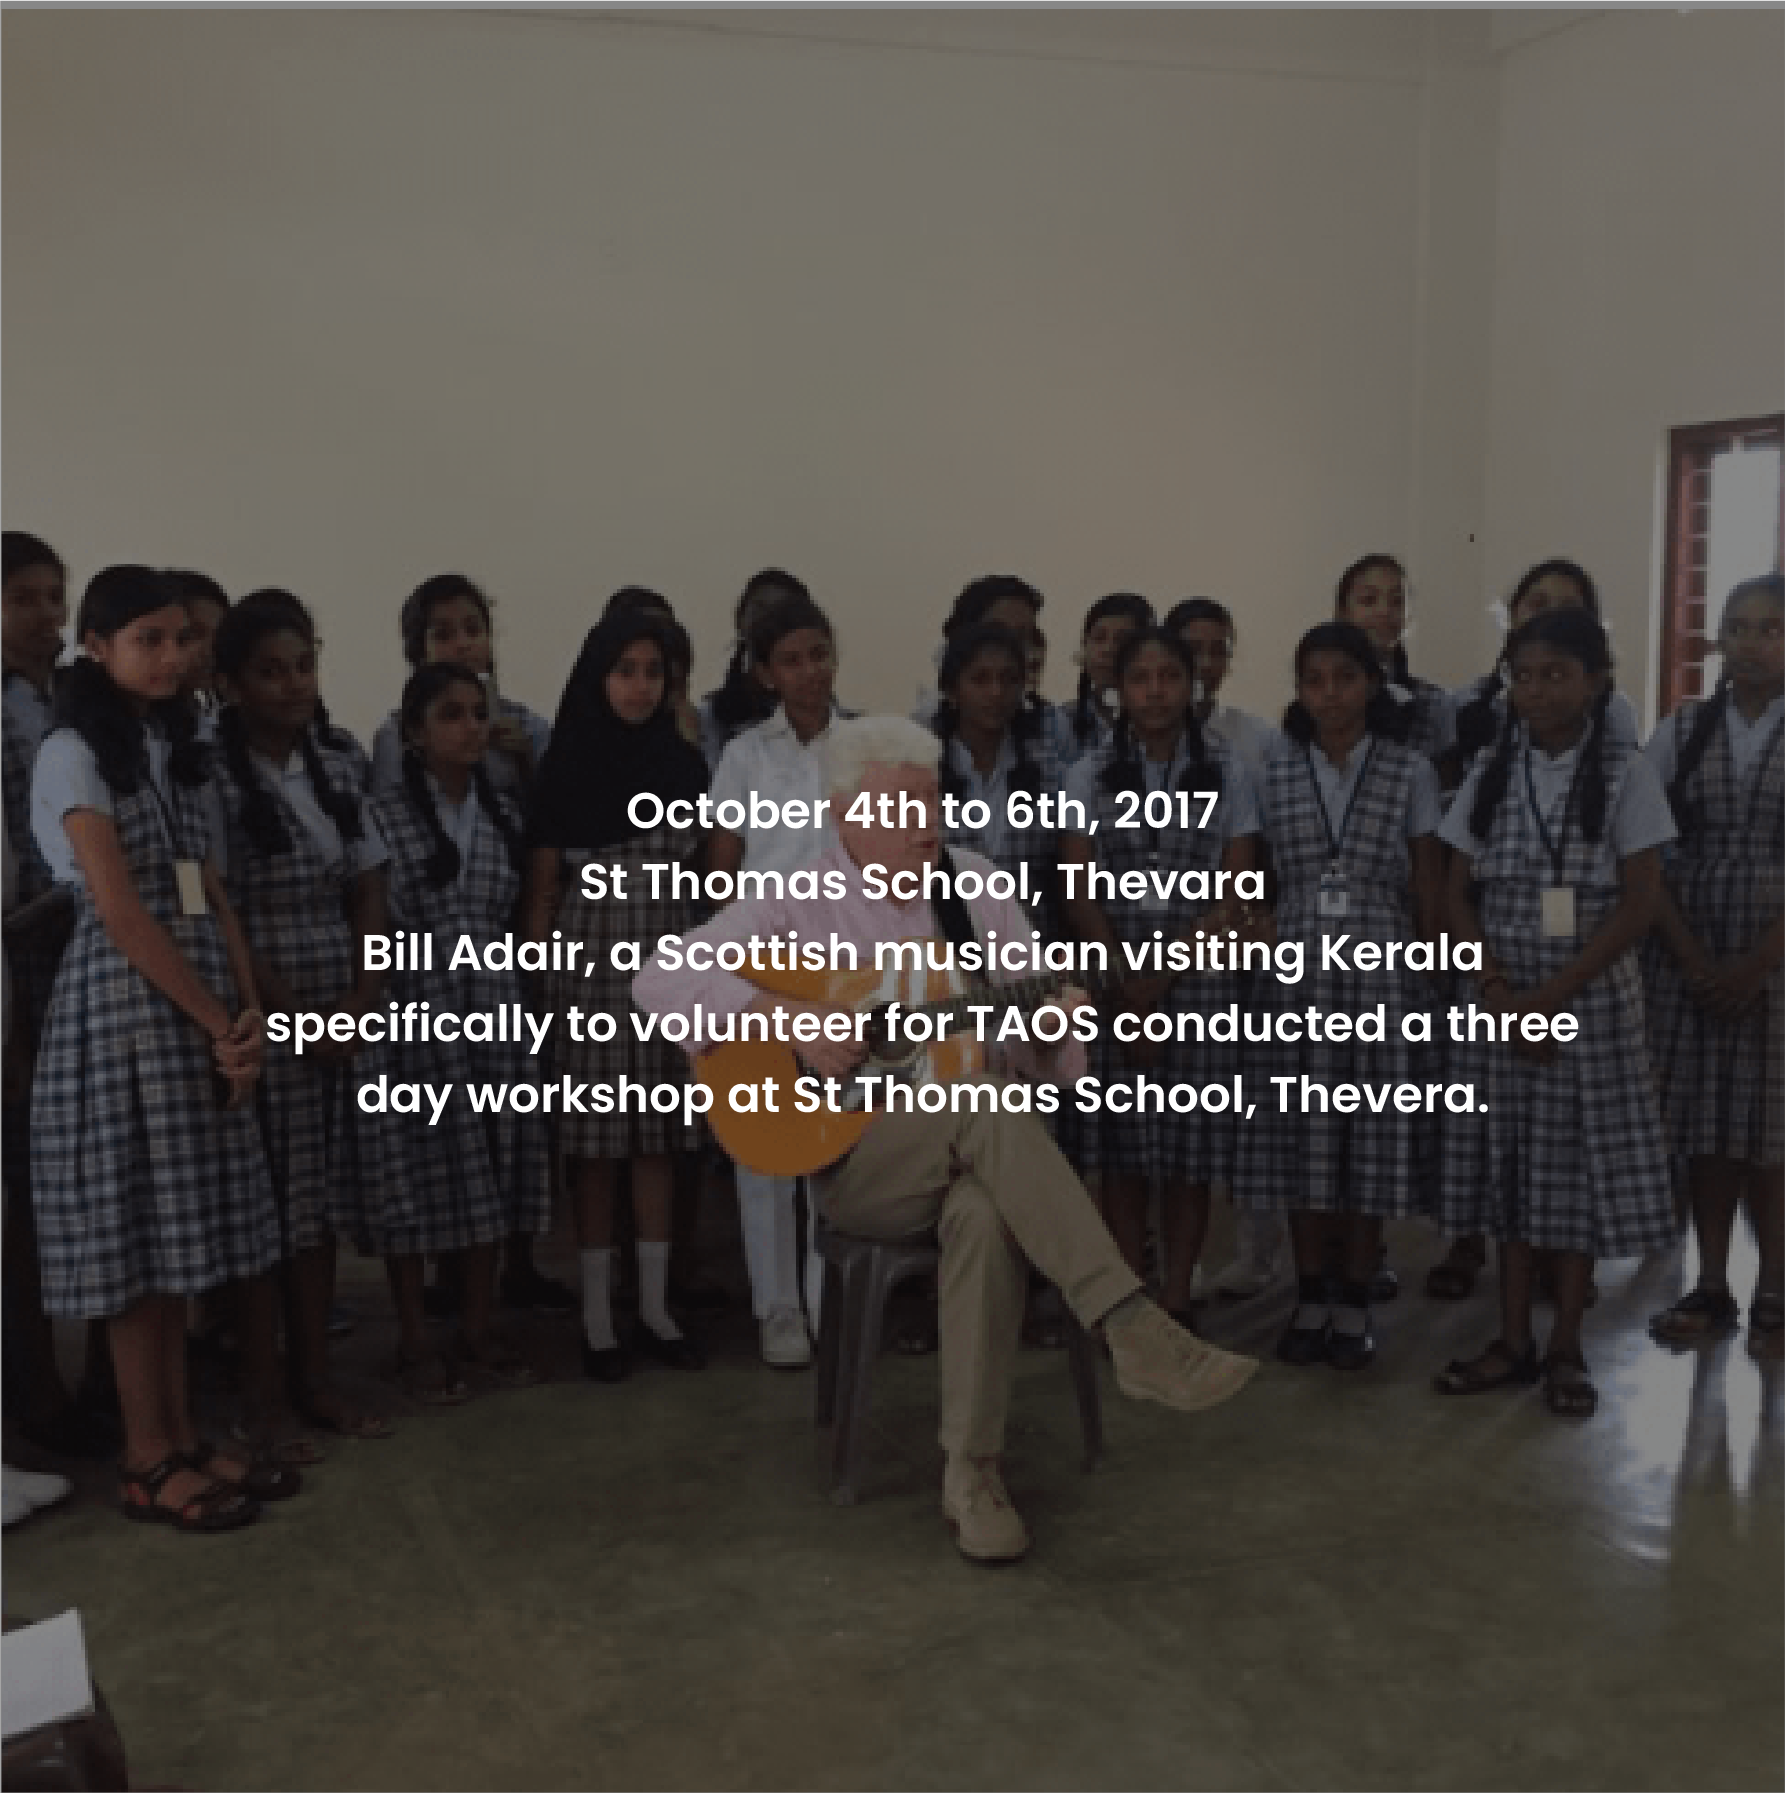 October 4th to 6th, 2017
St Thomas School, Thevara
Bill Adair, a Scottish musician visiting Kerala
specifically to volunteer for TAOS conducted a three
day workshop at St Thomas School, Thevera.